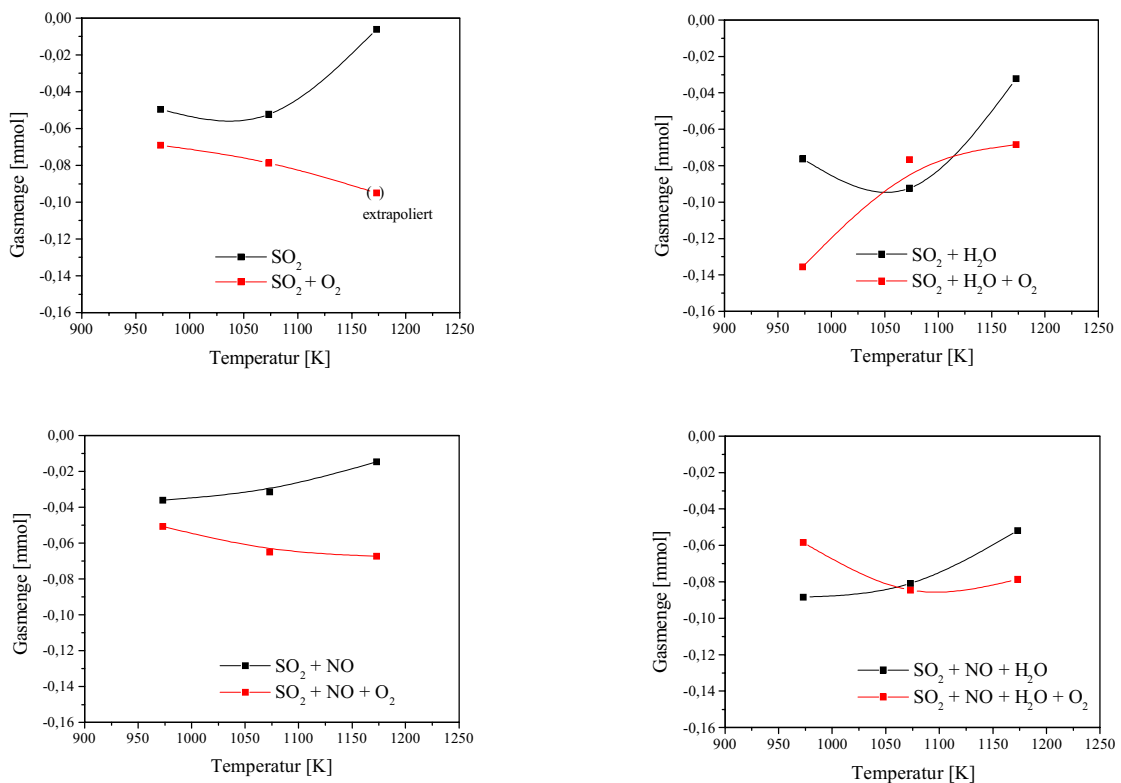 0,00
-0,02
-0,04
-0,06
-0,08
-0,10
-0,12
-0,14
-0,16
Gasmenge [mmol]
( )
extrapoliert
SO₂
SO₂ + O₂
900 950 1000 1050 1100 1150 1200 1250
Temperatur [K]
0,00
-0,02
-0,04
-0,06
-0,08
-0,10
-0,12
-0,14
-0,16
Gasmenge [mmol]
SO₂ + H₂O
SO₂ + H₂O + O₂
900 950 1000 1050 1100 1150 1200 1250
Temperatur [K]
0,00
-0,02
-0,04
-0,06
-0,08
-0,10
-0,12
-0,14
-0,16
Gasmenge [mmol]
SO₂ + NO
SO₂ + NO + O₂
900 950 1000 1050 1100 1150 1200 1250
Temperatur [K]
0,00
-0,02
-0,04
-0,06
-0,08
-0,10
-0,12
-0,14
-0,16
Gasmenge [mmol]
SO₂ + NO + H₂O
SO₂ + NO + H₂O + O₂
900 950 1000 1050 1100 1150 1200 1250
Temperatur [K]